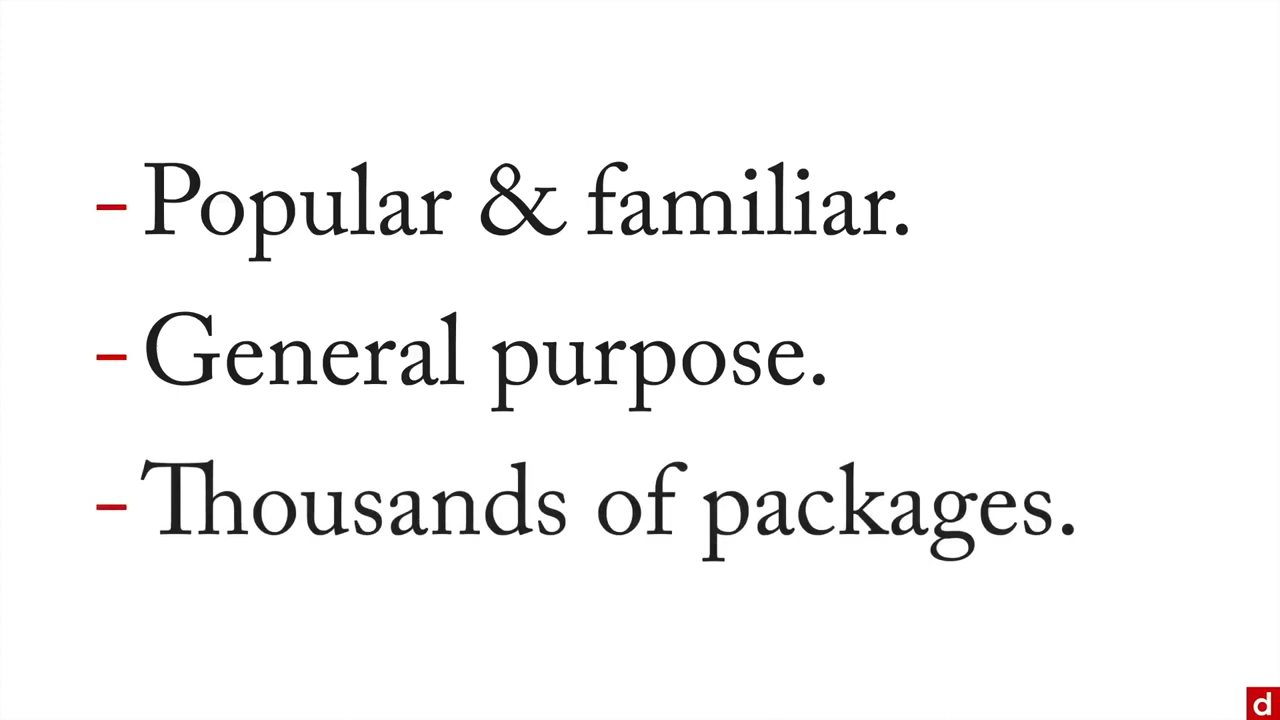 - Popular & familiar.
- General purpose.
- Thousands of packages.
d